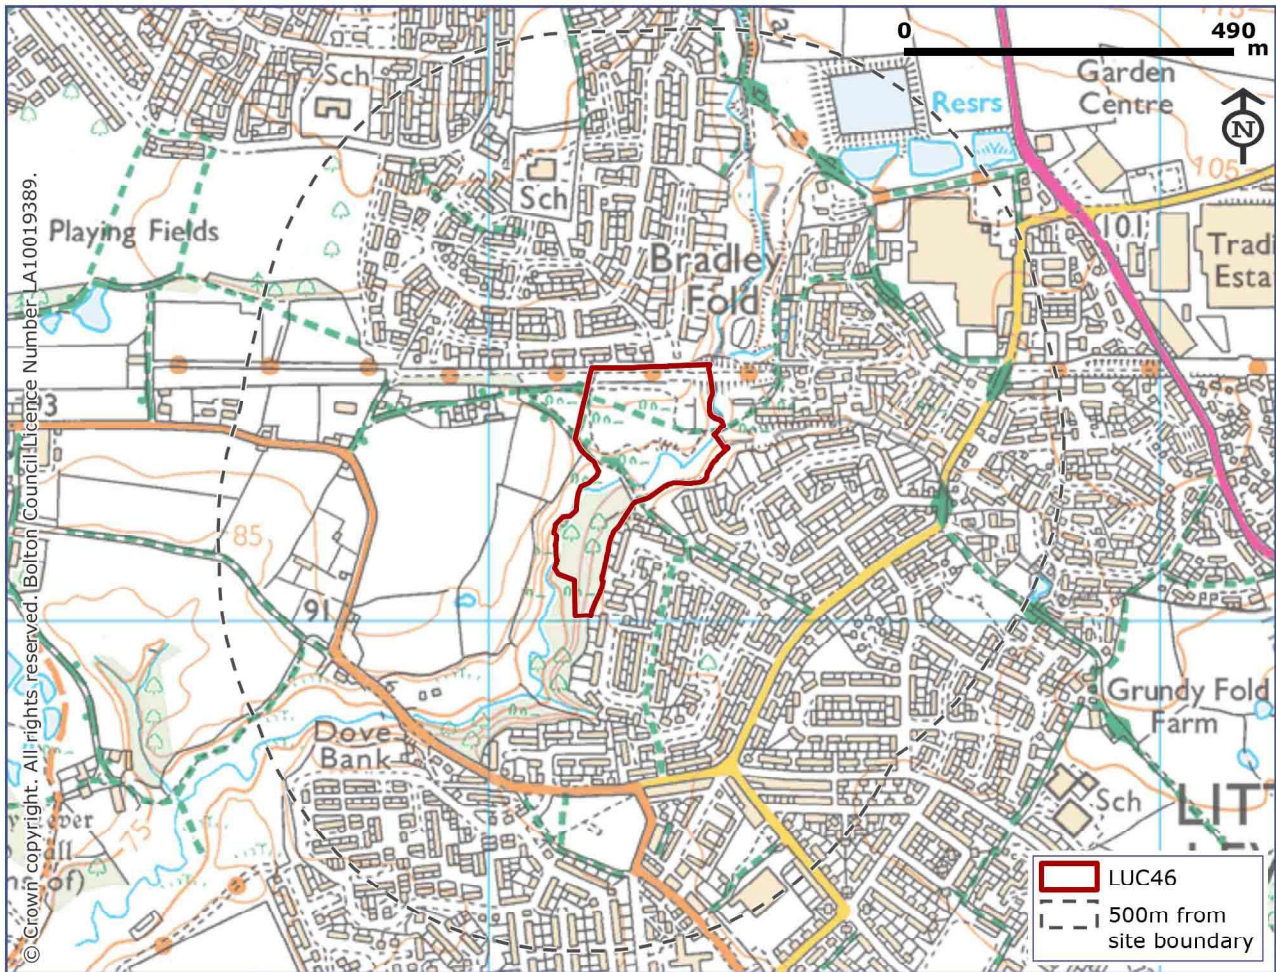 0 490
m
Garden
Centre
Resrs
N
Sch
105
Sch
Playing Fields
101
Bradley
Fold
Tradi
Esta
85
91
Dove
Bank
Grundy Fold
Farm
Sch
LIT
75
LUC46
500m from
site boundary
© Crown copyright. All rights reserved. Bolton Council Licence Number LA100019389.